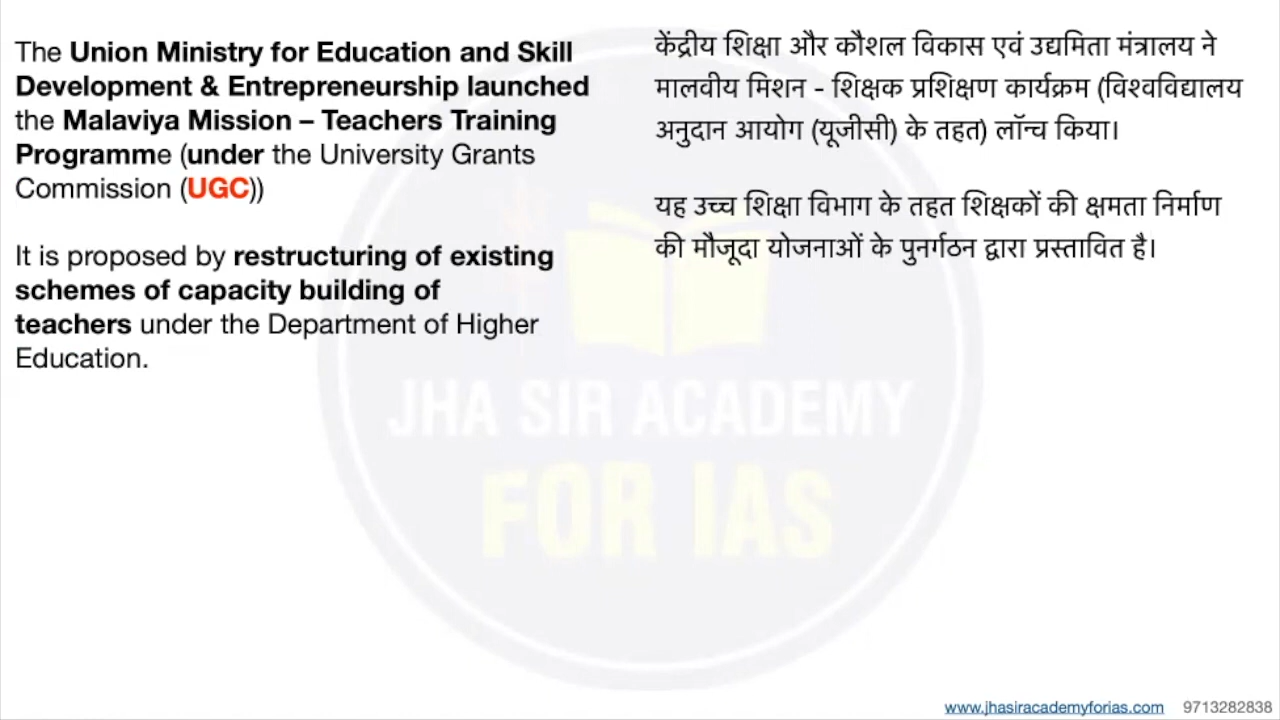 The Union Ministry for Education and Skill
Development & Entrepreneurship launched
the Malaviya Mission – Teachers Training
Programme (under the University Grants
Commission (UGC))
It is proposed by restructuring of existing
schemes of capacity building of
teachers under the Department of Higher
Education.
केंद्रीय शिक्षा और कौशल विकास एवं उद्यमिता मंत्रालय ने
मालवीय मिशन - शिक्षक प्रशिक्षण कार्यक्रम (विश्वविद्यालय
अनुदान आयोग (यूजीसी) के तहत) लॉन्च किया।
यह उच्च शिक्षा विभाग के तहत शिक्षकों की क्षमता निर्माण
की मौजूदा योजनाओं के पुनर्गठन द्वारा प्रस्तावित है।
JHA SIR ACADEMY
FOR IAS
www.jhasiracademyforias.com 9713282838